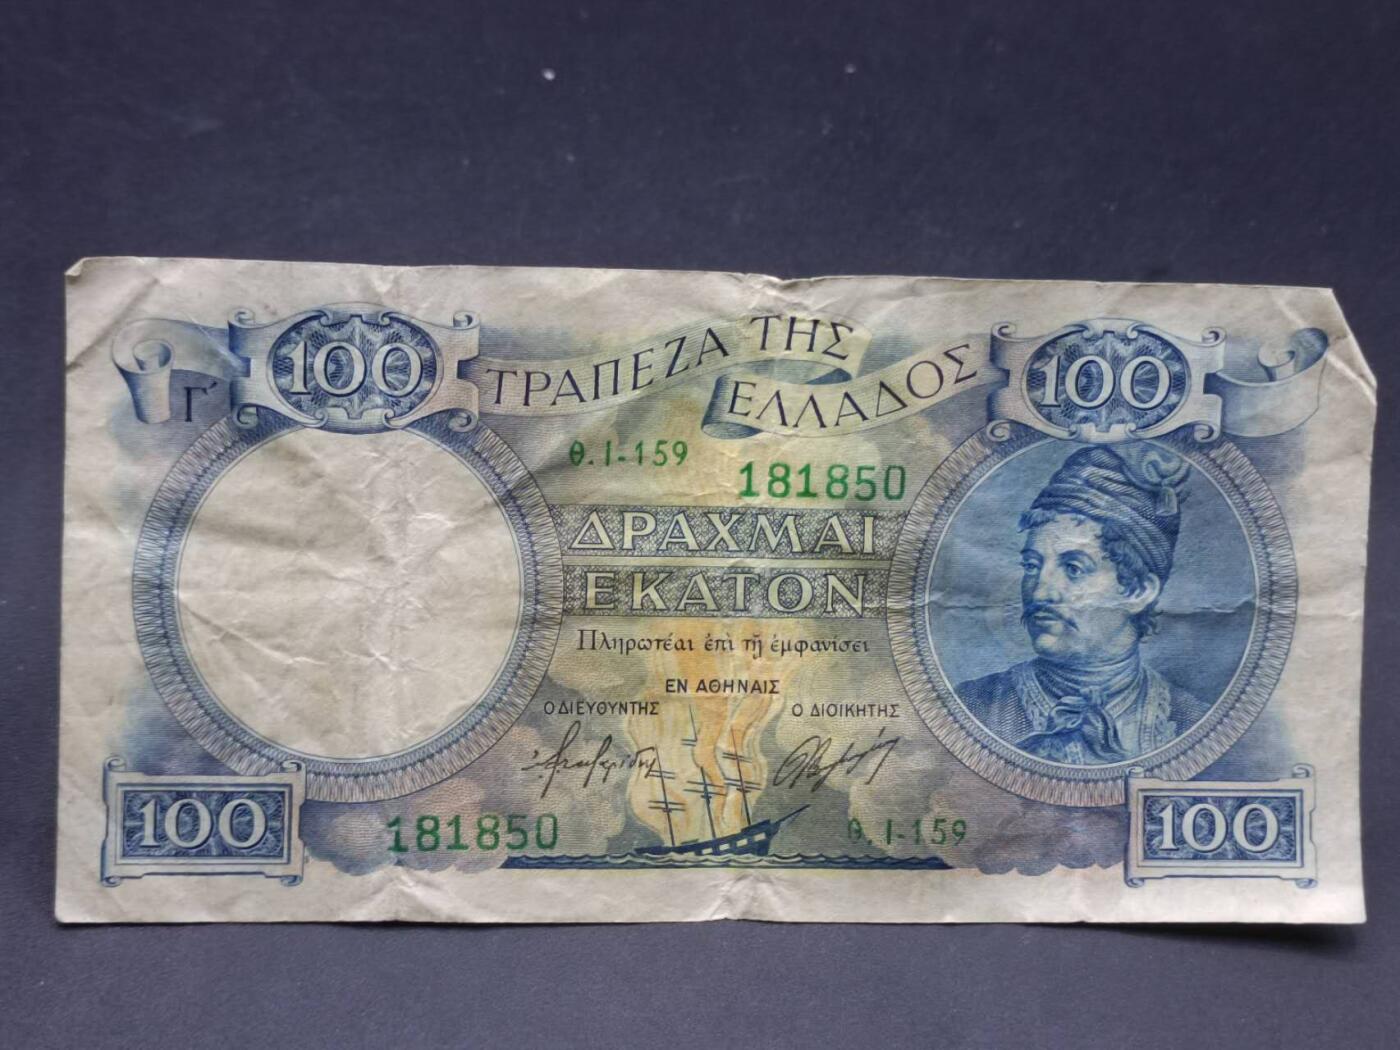 Γ΄ 100 ΤΡΑΠΕΖΑ ΤΗΣ ΕΛΛΑΔΟΣ 100
θ. Ι-159 181850
ΔΡΑΧΜΑΙ
ΕΚΑΤΟΝ
Πληρωτέαι ἐπὶ τῇ ἐμφανίσει
ΕΝ ΑΘΗΝΑΙΣ
Ο ΔΙΕΥΘΥΝΤΗΣ Ο ΔΙΟΙΚΗΤΗΣ
100 181850 θ. Ι-159 100